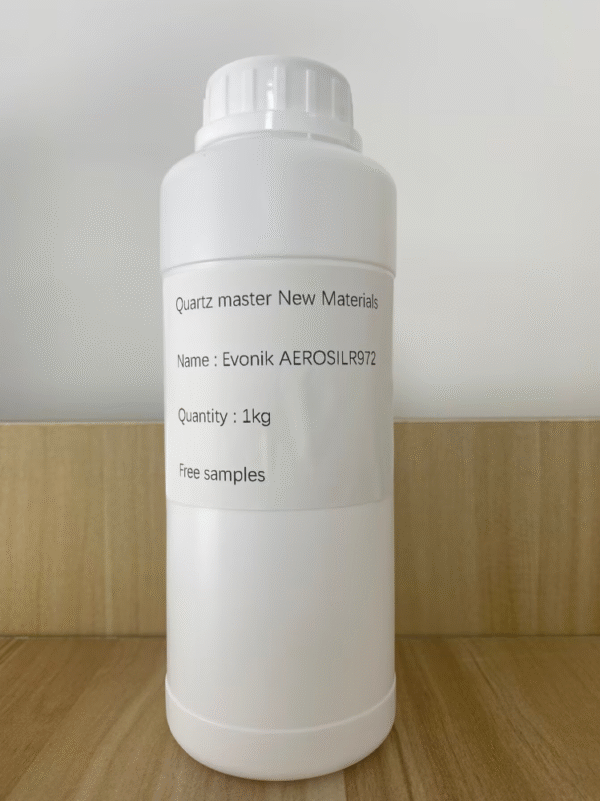 Quartz master New Materials
Name : Evonik AEROSILR972
Quantity : 1kg
Free samples